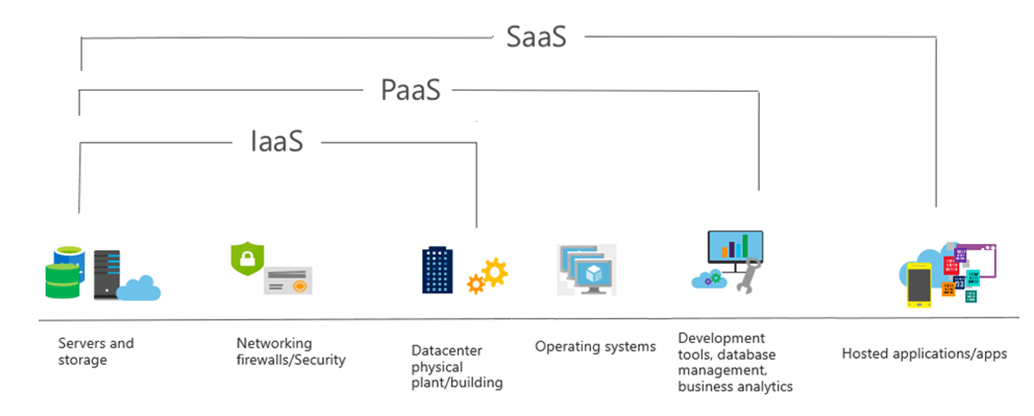 SaaS
PaaS
IaaS
Servers and
storage
Networking
firewalls/Security
Datacenter
physical
plant/building
Operating systems
Development
tools, database
management,
business analytics
Hosted applications/apps